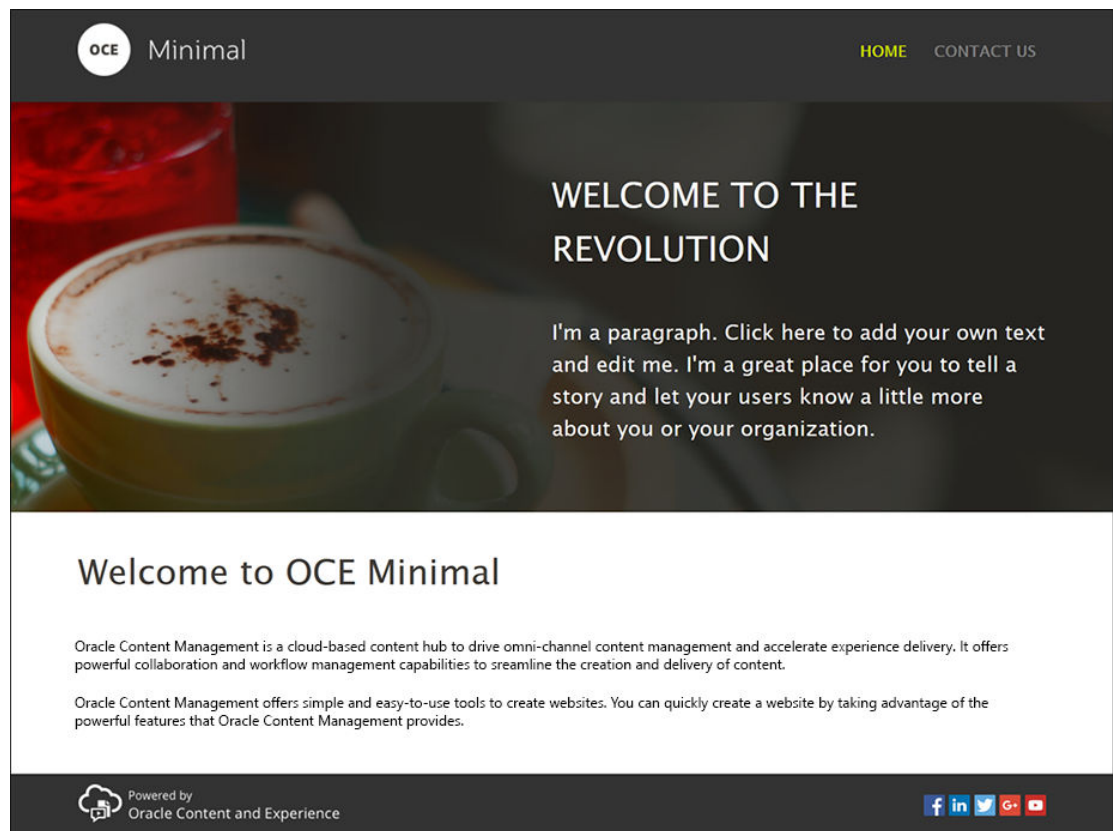 OCE Minimal
HOME CONTACT US
WELCOME TO THE
REVOLUTION
I'm a paragraph. Click here to add your own text
and edit me. I'm a great place for you to tell a
story and let your users know a little more
about you or your organization.
Welcome to OCE Minimal
Oracle Content Management is a cloud-based content hub to drive omni-channel content management and accelerate experience delivery. It offers
powerful collaboration and workflow management capabilities to sreamline the creation and delivery of content.
Oracle Content Management offers simple and easy-to-use tools to create websites. You can quickly create a website by taking advantage of the
powerful features that Oracle Content Management provides.
Powered by
Oracle Content and Experience
f in G+